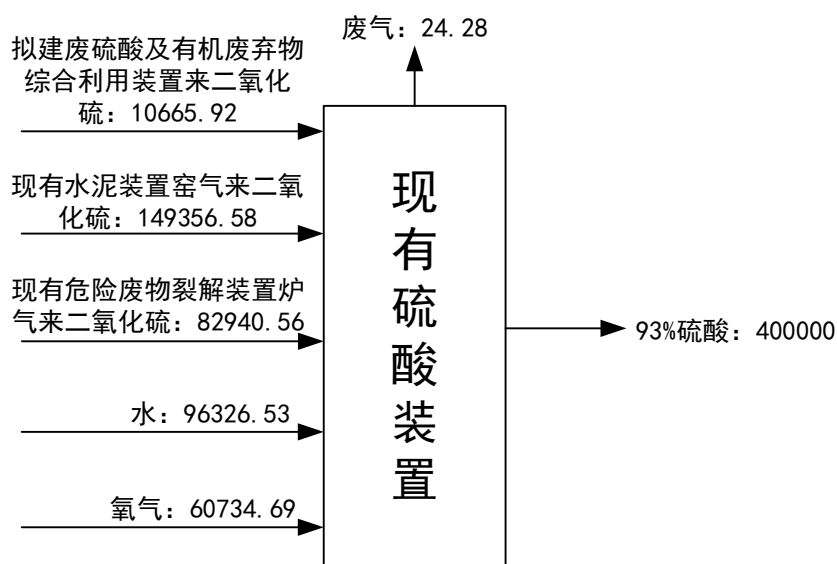 废气：24.28
拟建废硫酸及有机废弃物
综合利用装置来二氧化
硫：10665.92
现有水泥装置窑气来二氧
化硫：149356.58
现有危险废物裂解装置炉
气来二氧化硫：82940.56
水：96326.53
氧气：60734.69
现
有
硫
酸
装
置
93%硫酸：400000